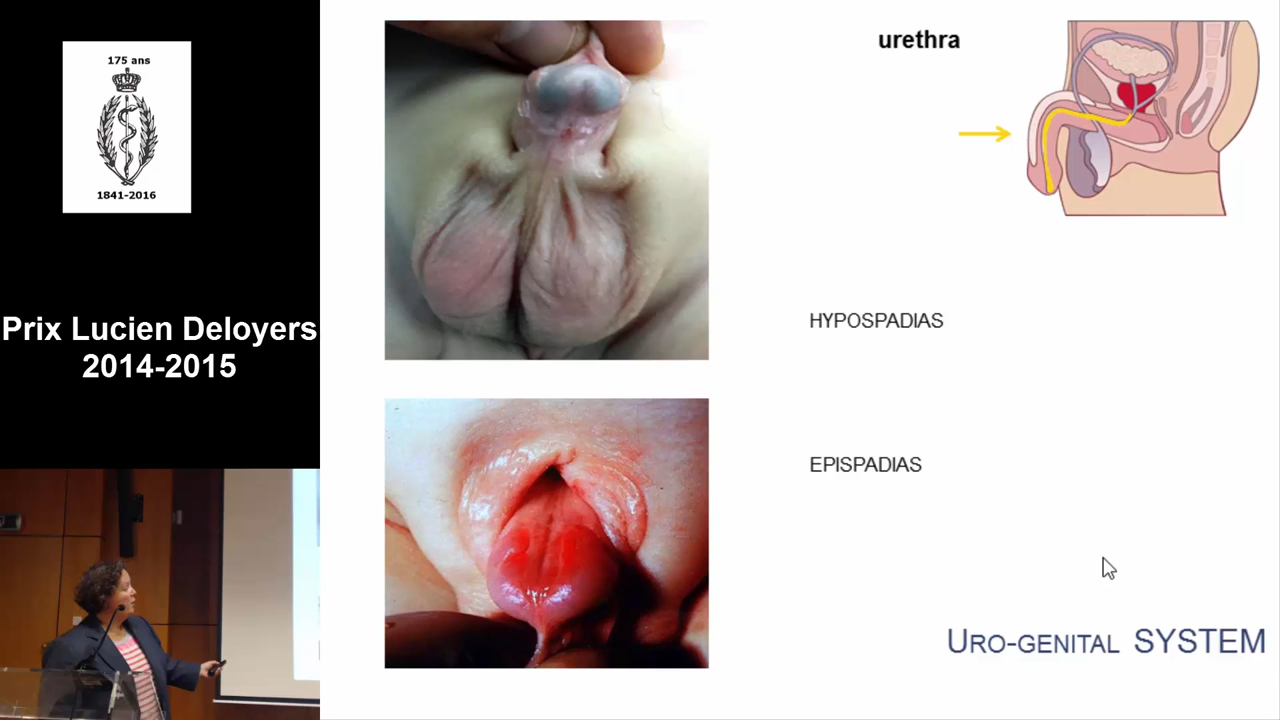 175 ans
1841-2016
Prix Lucien Deloyers
2014-2015
urethra
HYPOSPADIAS
EPISPADIAS
URO-GENITAL SYSTEM